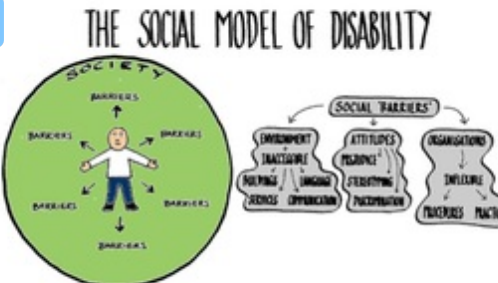 THE SOCIAL MODEL OF DISABILITY
SOCIETY
BARRIERS
BARRIERS
BARRIERS
BARRIERS
BARRIERS
BARRIERS
SOCIAL 'BARRIERS'
ENVIRONMENT
INACCESSIBLE
BUILDINGS LANGUAGE
SERVICES COMMUNICATION
ATTITUDES
PREJUDICE
STEREOTYPING
DISCRIMINATION
ORGANISATIONS
INFLEXIBLE
PROCEDURES